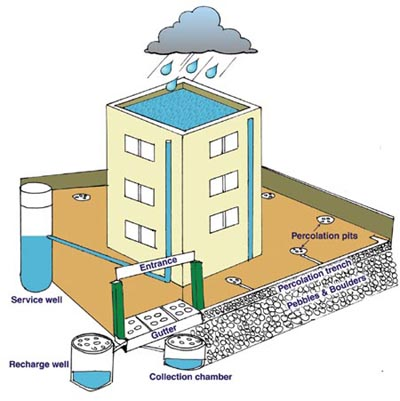 Percolation pits
Entrance
Percolation trench
Pebbles & Boulders
Service well
Gutter
Recharge well
Collection chamber